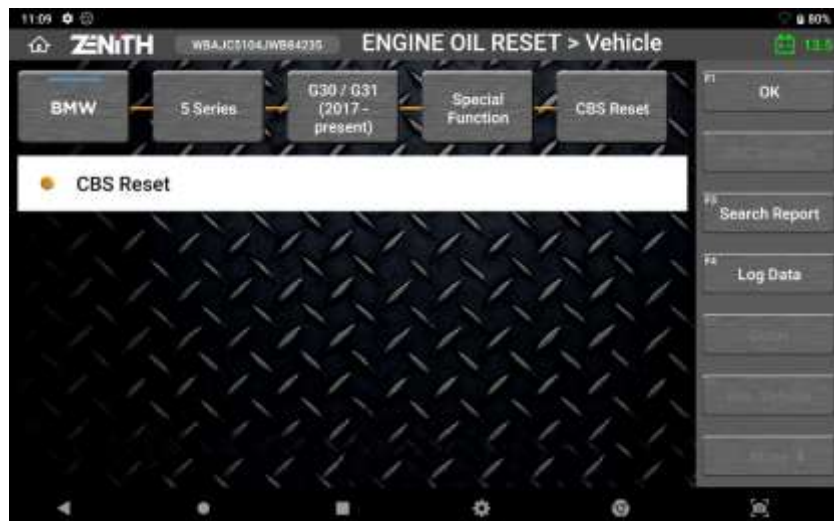 11:09
80%
ZENITH
ENGINE OIL RESET > Vehicle
13.5
BMW
5 Series
G30 / G31
(2017 -
present)
Special
Function
CBS Reset
F1
OK
CBS Reset
F3
Search Report
F4
Log Data